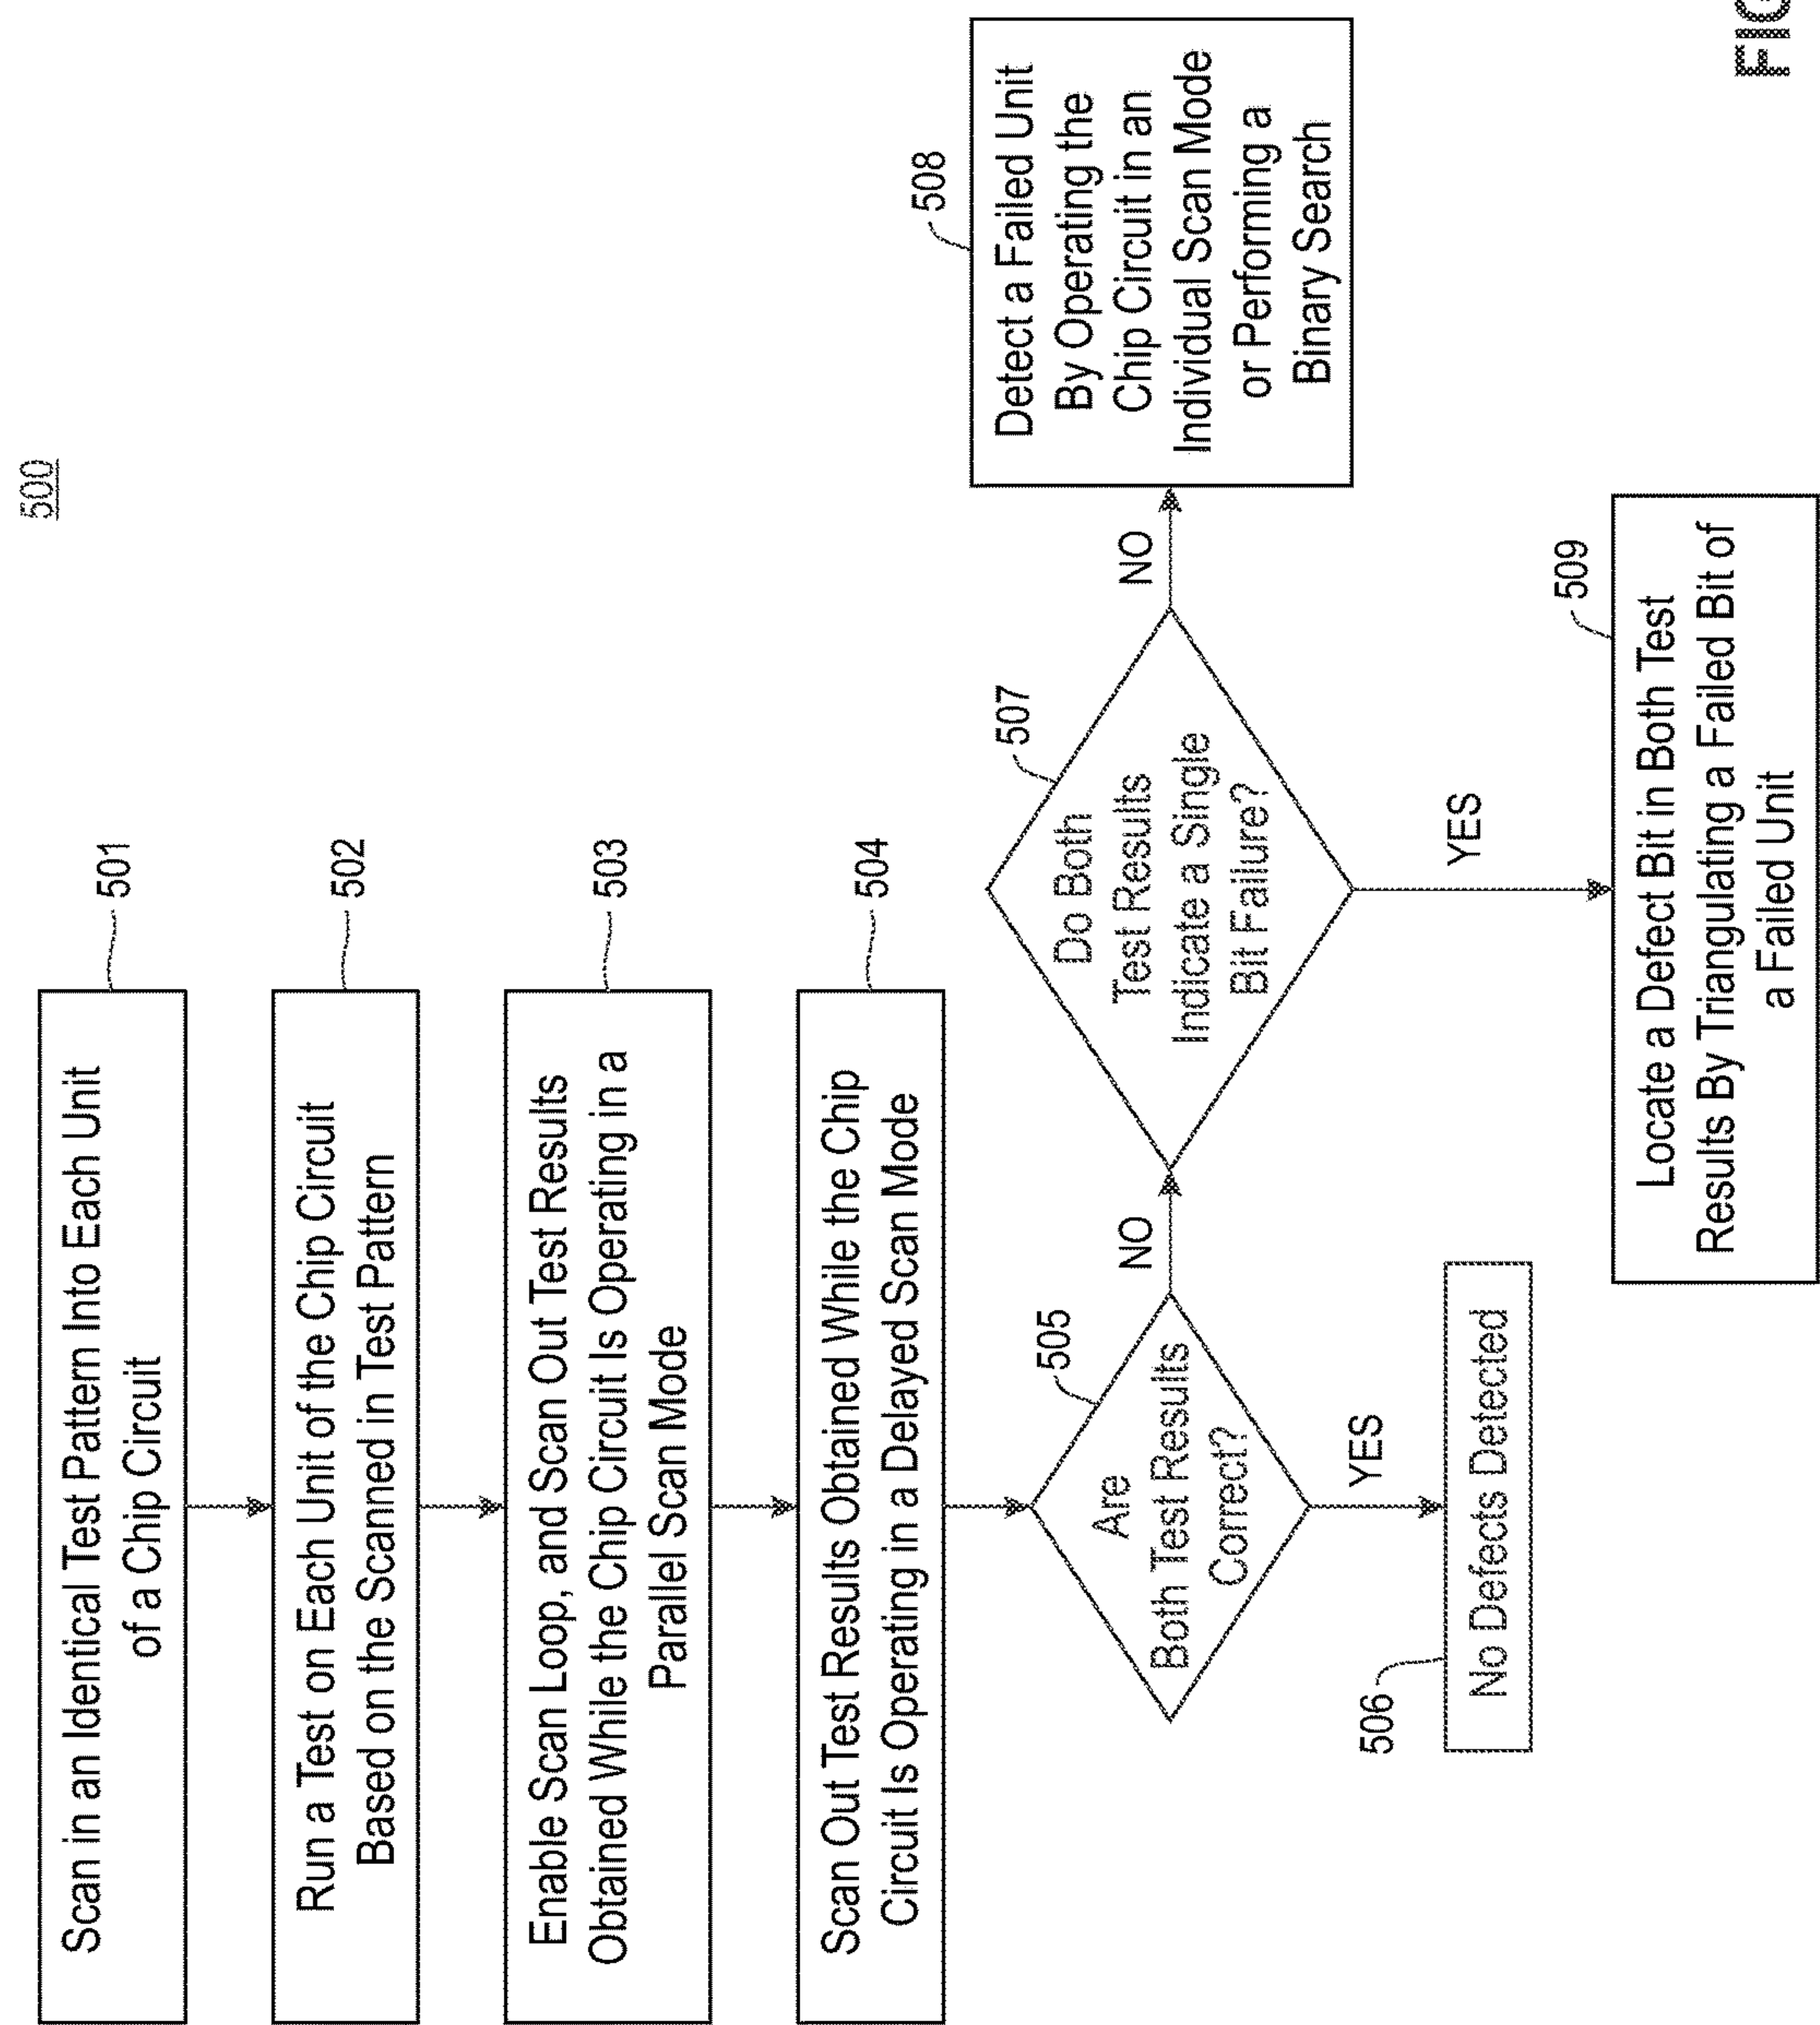 500
Scan in an Identical Test Pattern Into Each Unit
of a Chip Circuit
501
Run a Test on Each Unit of the Chip Circuit
Based on the Scanned in Test Pattern
502
Enable Scan Loop, and Scan Out Test Results
Obtained While the Chip Circuit Is Operating in a
Parallel Scan Mode
503
Scan Out Test Results Obtained While the Chip
Circuit Is Operating in a Delayed Scan Mode
504
505
Are
Both Test Results
Correct?
YES
NO
506
No Defects Detected
507
Do Both
Test Results
Indicate a Single
Bit Failure?
NO
YES
508
Detect a Failed Unit
By Operating the
Chip Circuit in an
Individual Scan Mode
or Performing a
Binary Search
509
Locate a Defect Bit in Both Test
Results By Triangulating a Failed Bit of
a Failed Unit